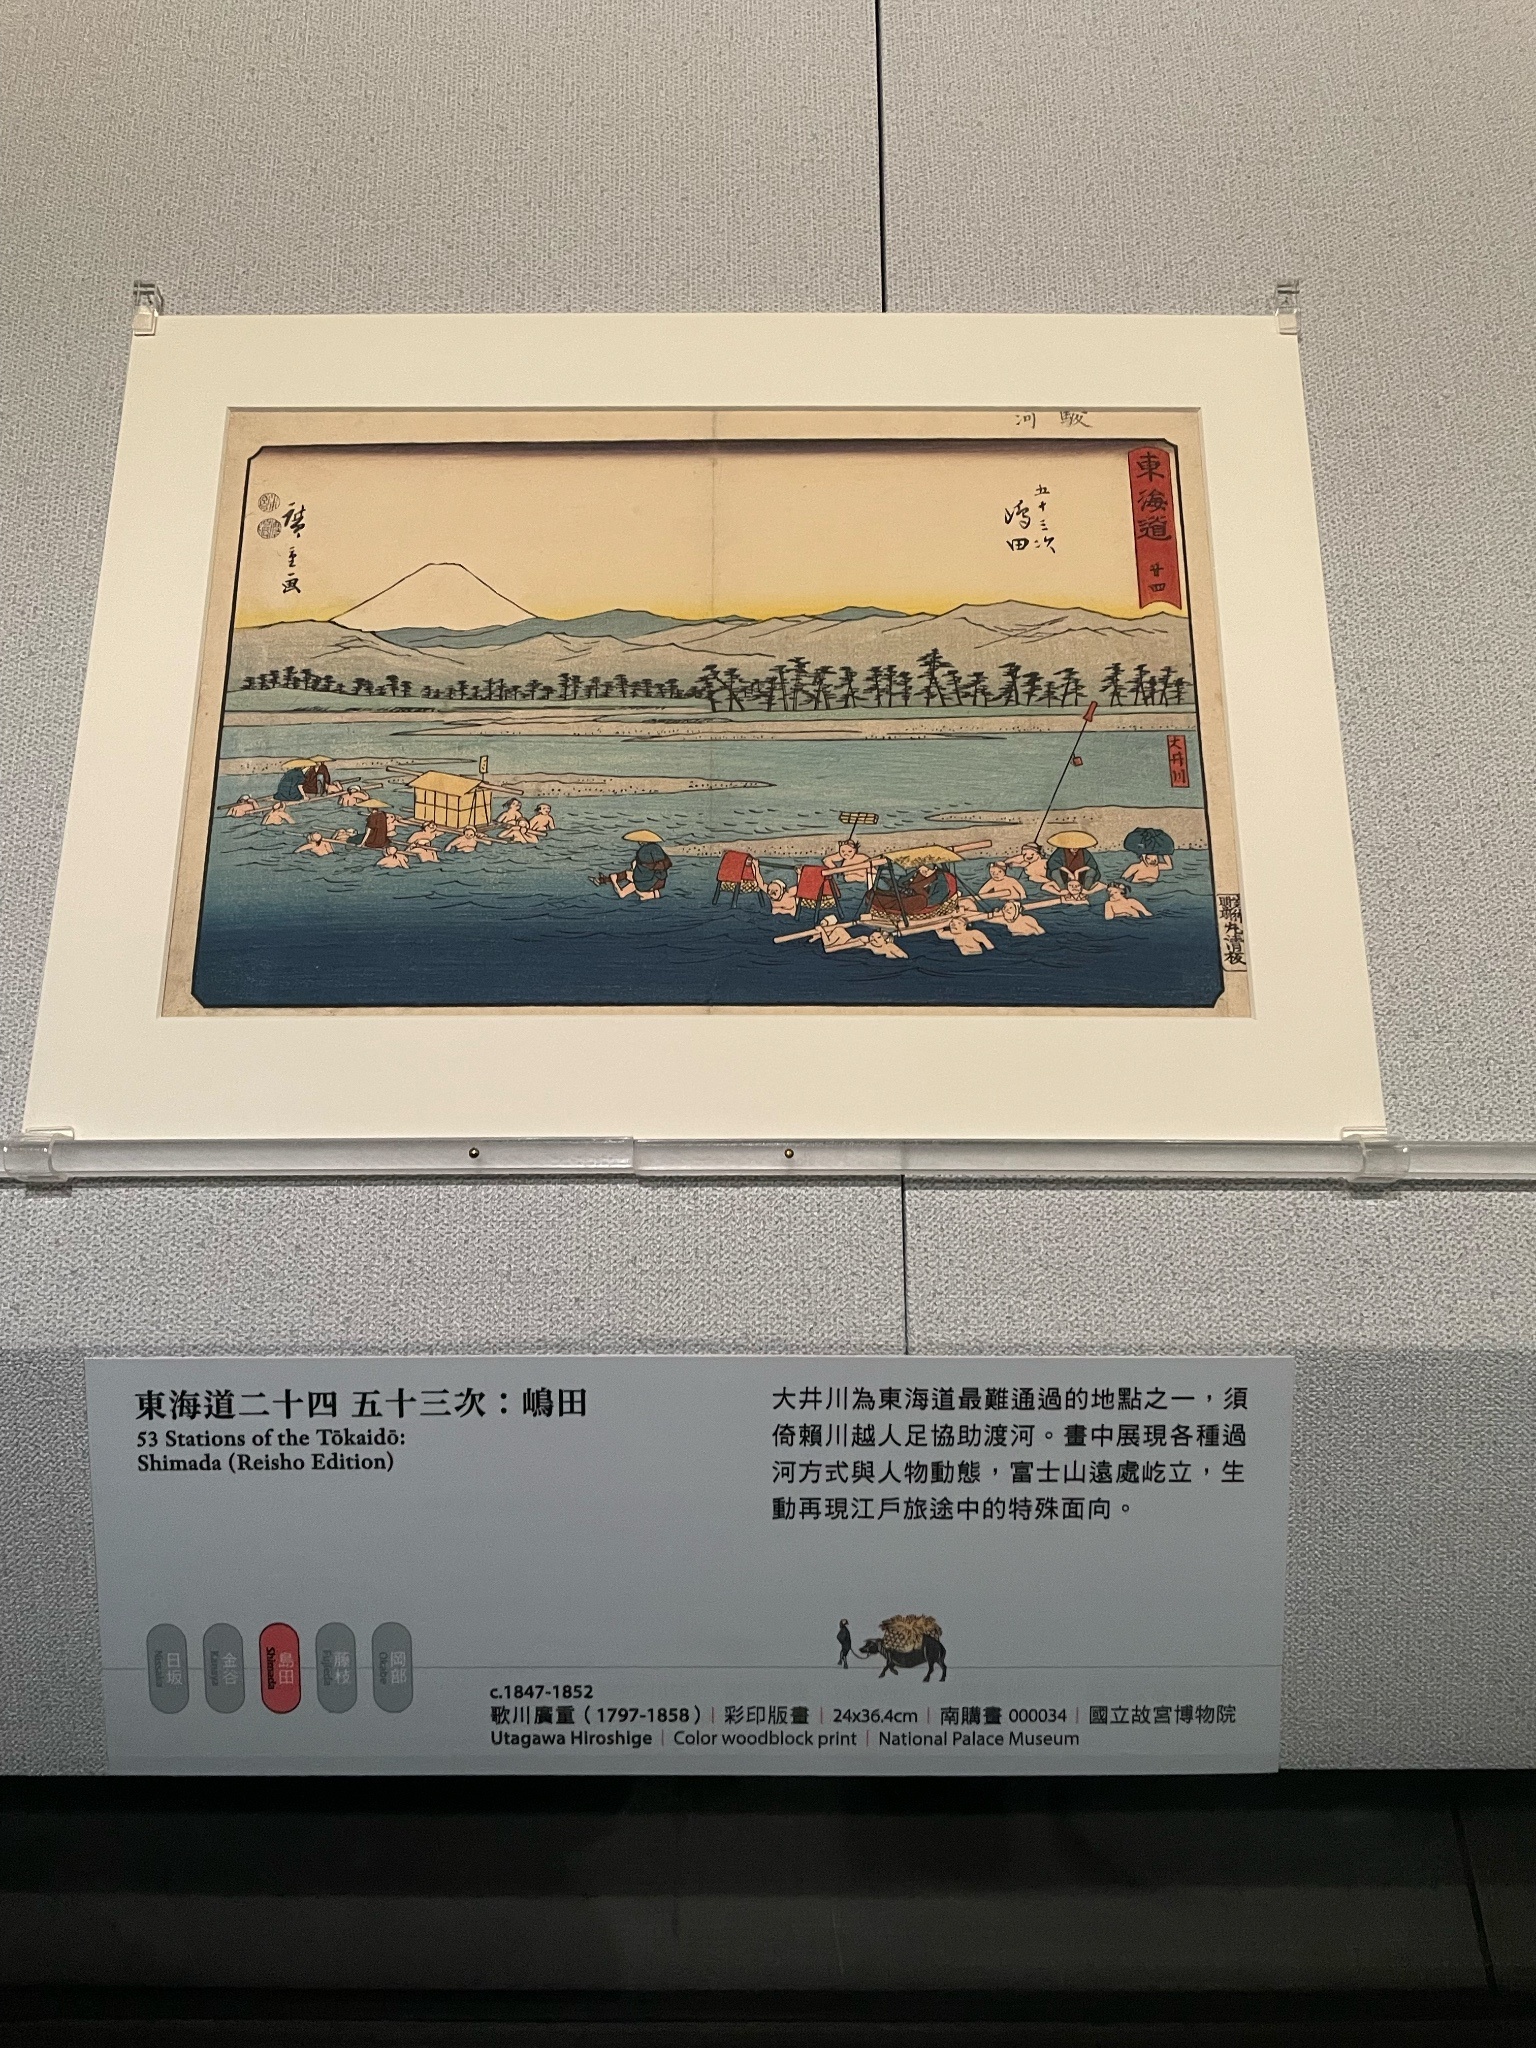 駿河
東海道 廿四
五十三次
嶋田
廣重画
大井川
東海道二十四 五十三次：嶋田
53 Stations of the Tōkaidō:
Shimada (Reisho Edition)
大井川為東海道最難通過的地點之一，須
倚賴川越人足協助渡河。畫中展現各種過
河方式與人物動態，富士山遠處屹立，生
動再現江戶旅途中的特殊面向。
日坂
金谷
島田 Shimada
藤枝
岡部
c.1847-1852
歌川廣重（1797-1858）| 彩印版畫 | 24x36.4cm | 南購畫 000034 | 國立故宮博物院
Utagawa Hiroshige | Color woodblock print | National Palace Museum